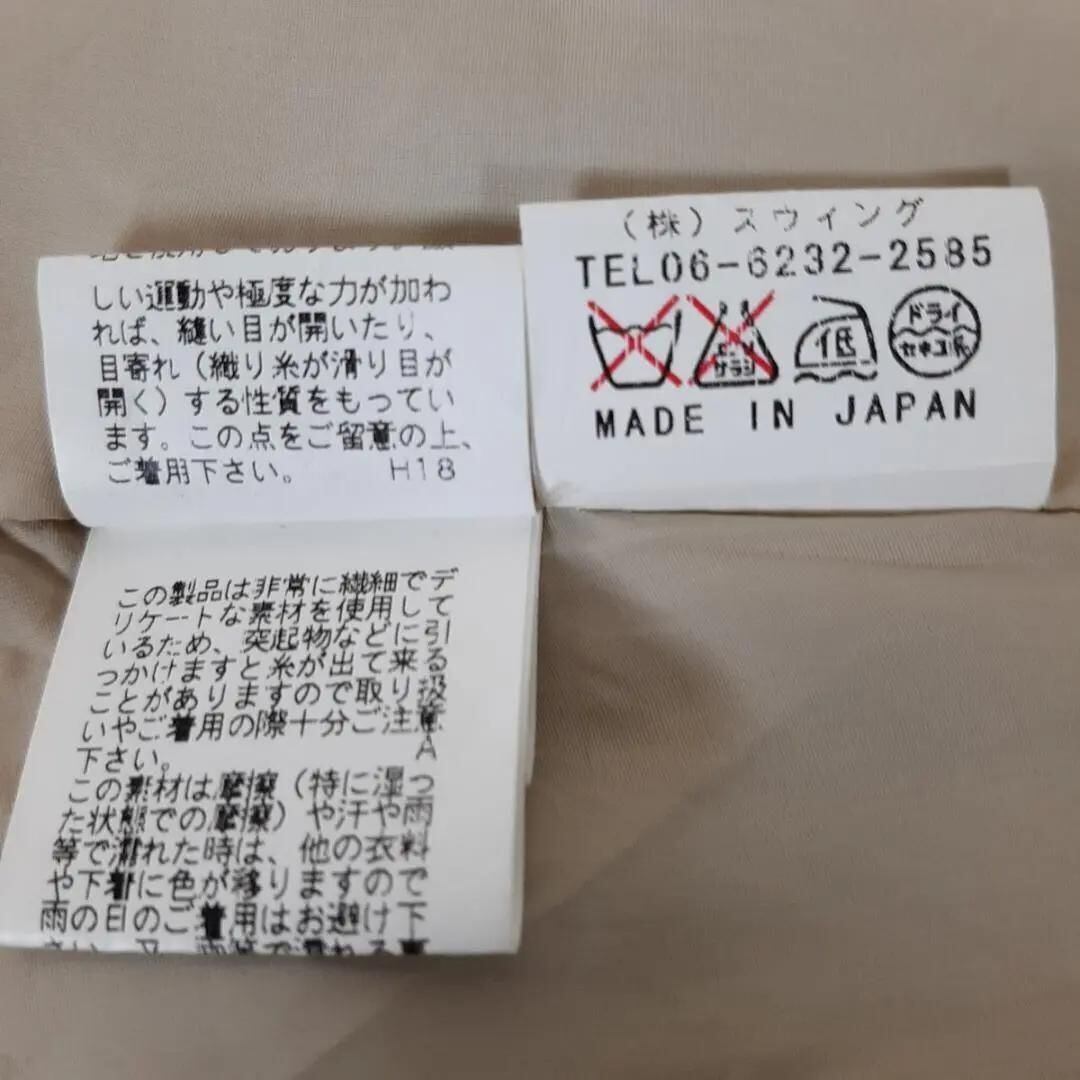 しい運動や極度な力が加わ
れば、縫い目が開いたり、
目寄れ（織り糸が滑り目が
開く）する性質をもってい
ます。この点をご留意の上、
ご着用下さい。 H18
（株）スウィング
TEL06-6232-2585
エンソ
サラシ
低
ドライ
セキユ系
MADE IN JAPAN
この製品は非常に繊細でデ
リケートな素材を使用して
いるため、突起物などに引
っかけますと糸が出て来る
ことがありますので取り扱
いやご着用の際十分ご注意
下さい。 A
この素材は摩擦（特に湿っ
た状態での摩擦）や汗や雨
等で濡れた時は、他の衣料
や下着に色が移りますので
雨の日のご着用はお避け下